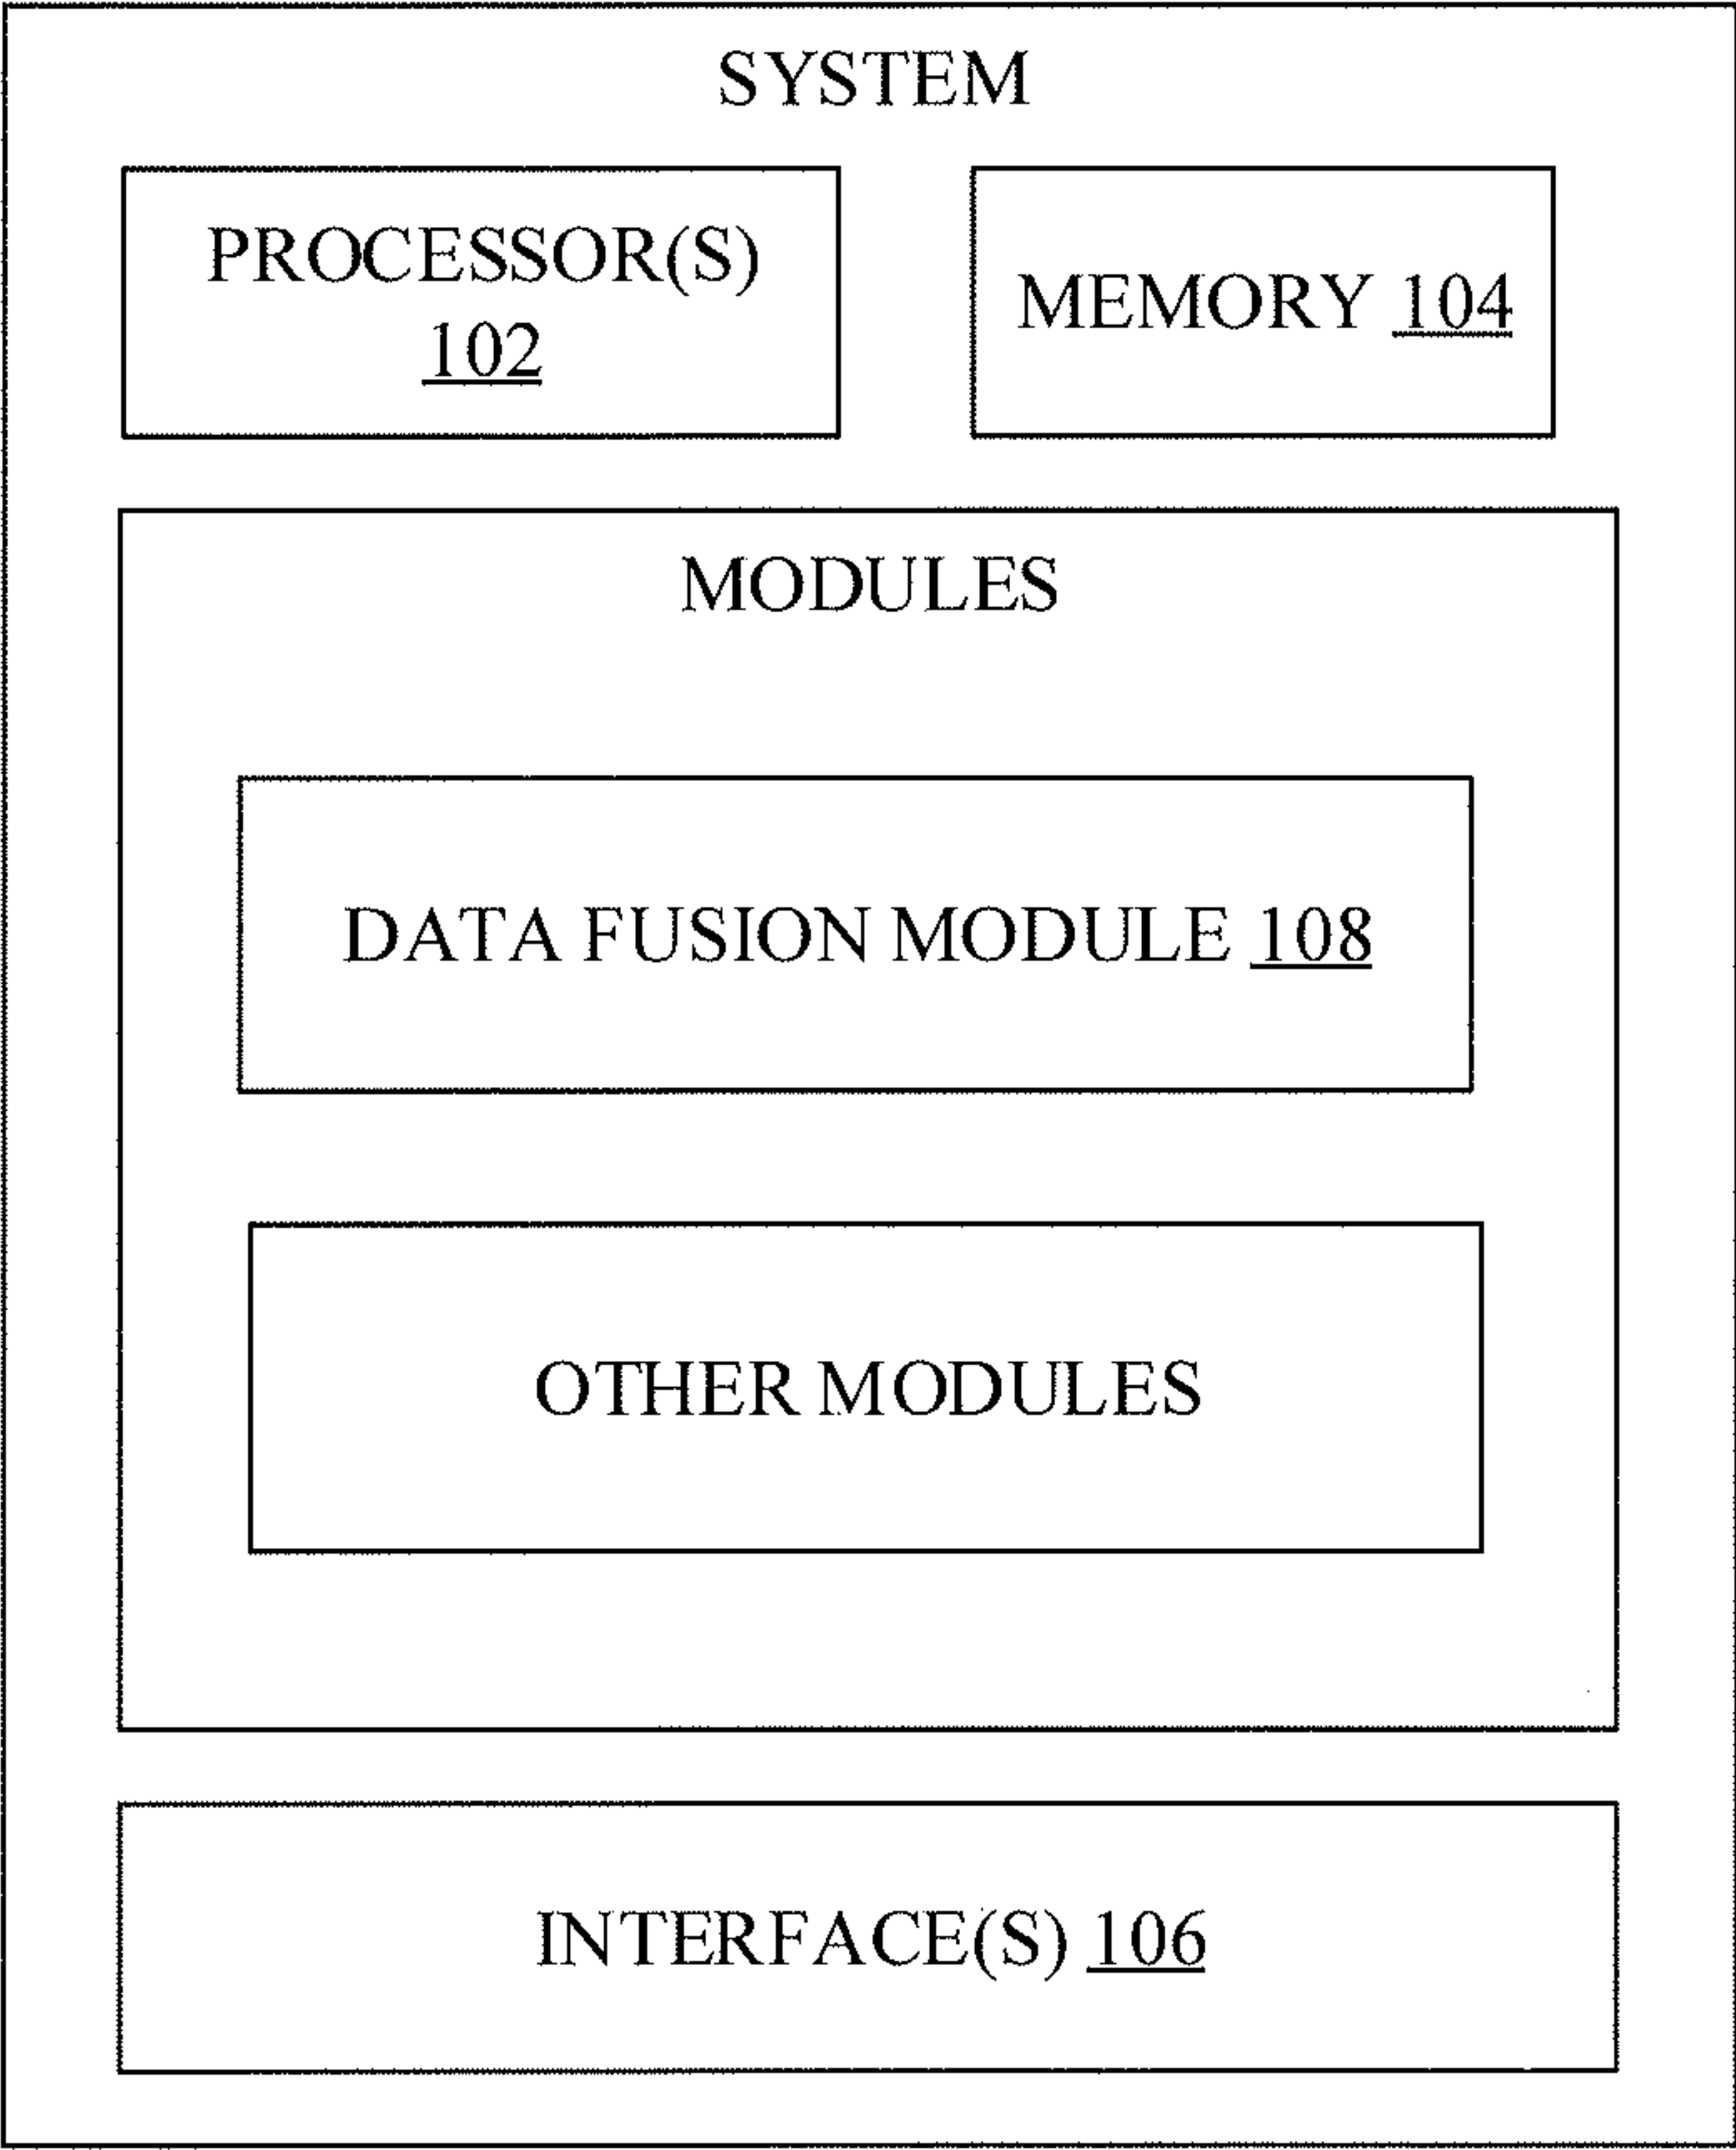 SYSTEM
PROCESSOR(S)
102
MEMORY 104
MODULES
DATA FUSION MODULE 108
OTHER MODULES
INTERFACE(S) 106